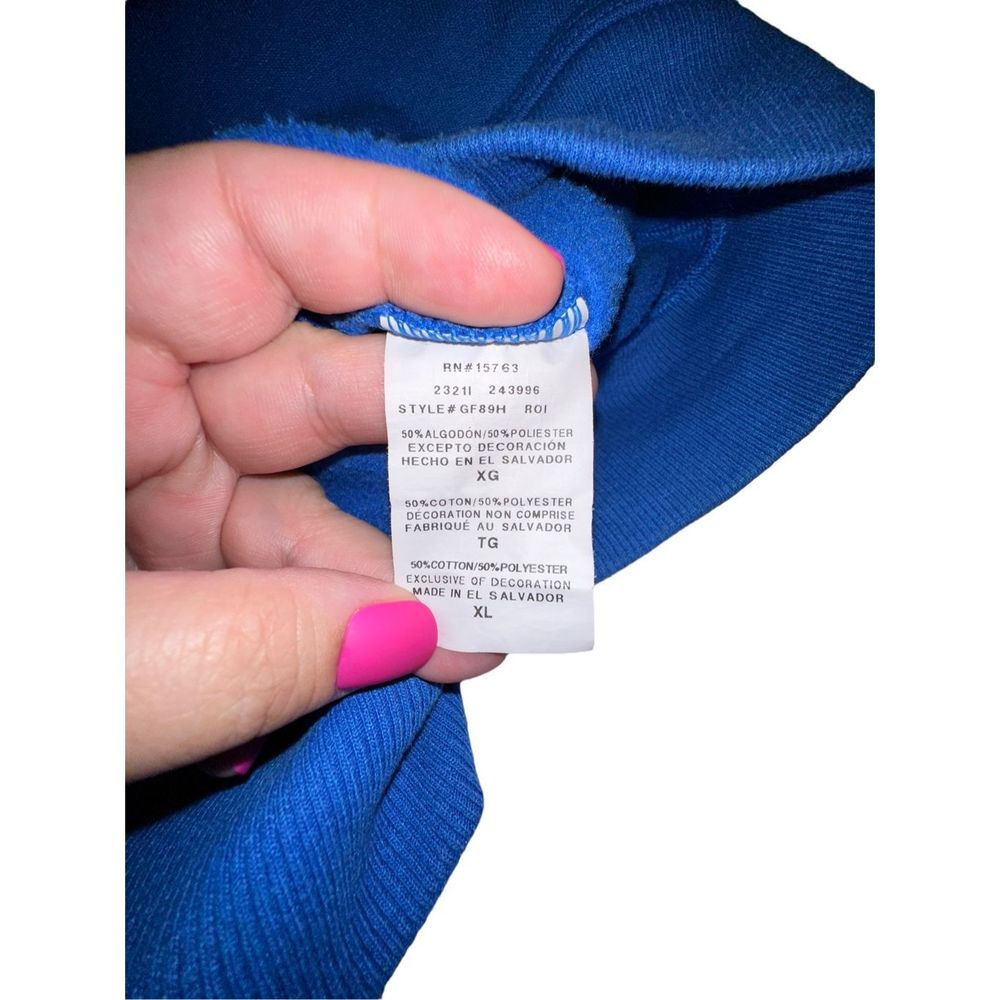 RN#15763
2321I 243996
STYLE# GF89H ROI
50%ALGODÓN/50%POLIESTER
EXCEPTO DECORACIÓN
HECHO EN EL SALVADOR
XG
50%COTON/50%POLYESTER
DÉCORATION NON COMPRISE
FABRIQUÉ AU SALVADOR
TG
50%COTTON/50%POLYESTER
EXCLUSIVE OF DECORATION
MADE IN EL SALVADOR
XL